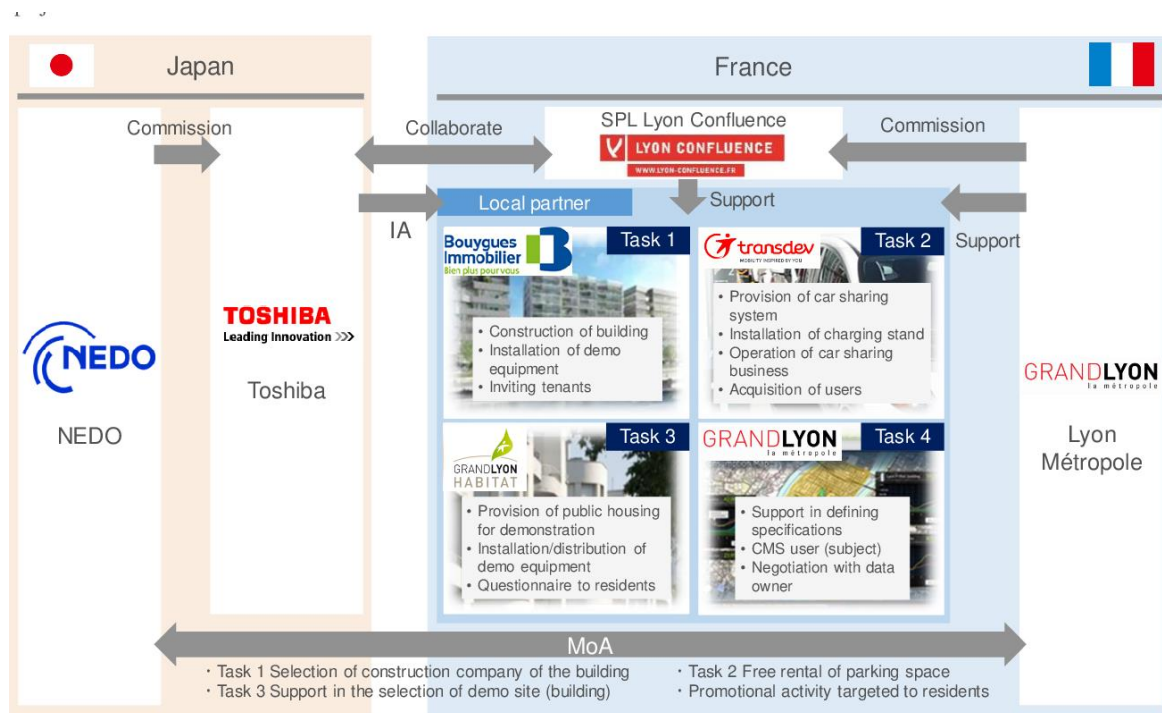 Japan
France
Commission
Collaborate
SPL Lyon Confluence
LYON CONFLUENCE
WWW.LYON-CONFLUENCE.FR
Commission
IA
Local partner
Support
Support
NEDO
NEDO
TOSHIBA
Leading Innovation >>>
Toshiba
Bouygues
Immobilier
Bien plus pour vous
Task 1
• Construction of building
• Installation of demo
equipment
• Inviting tenants
transdev
MOBILITY INSPIRED BY YOU
Task 2
• Provision of car sharing
system
• Installation of charging stand
• Operation of car sharing
business
• Acquisition of users
GRANDLYON
HABITAT
Task 3
• Provision of public housing
for demonstration
• Installation/distribution of
demo equipment
• Questionnaire to residents
GRANDLYON
la métropole
Task 4
• Support in defining
specifications
• CMS user (subject)
• Negotiation with data
owner
GRANDLYON
la métropole
Lyon
Métropole
MoA
・Task 1 Selection of construction company of the building
・Task 3 Support in the selection of demo site (building)
・Task 2 Free rental of parking space
・Promotional activity targeted to residents